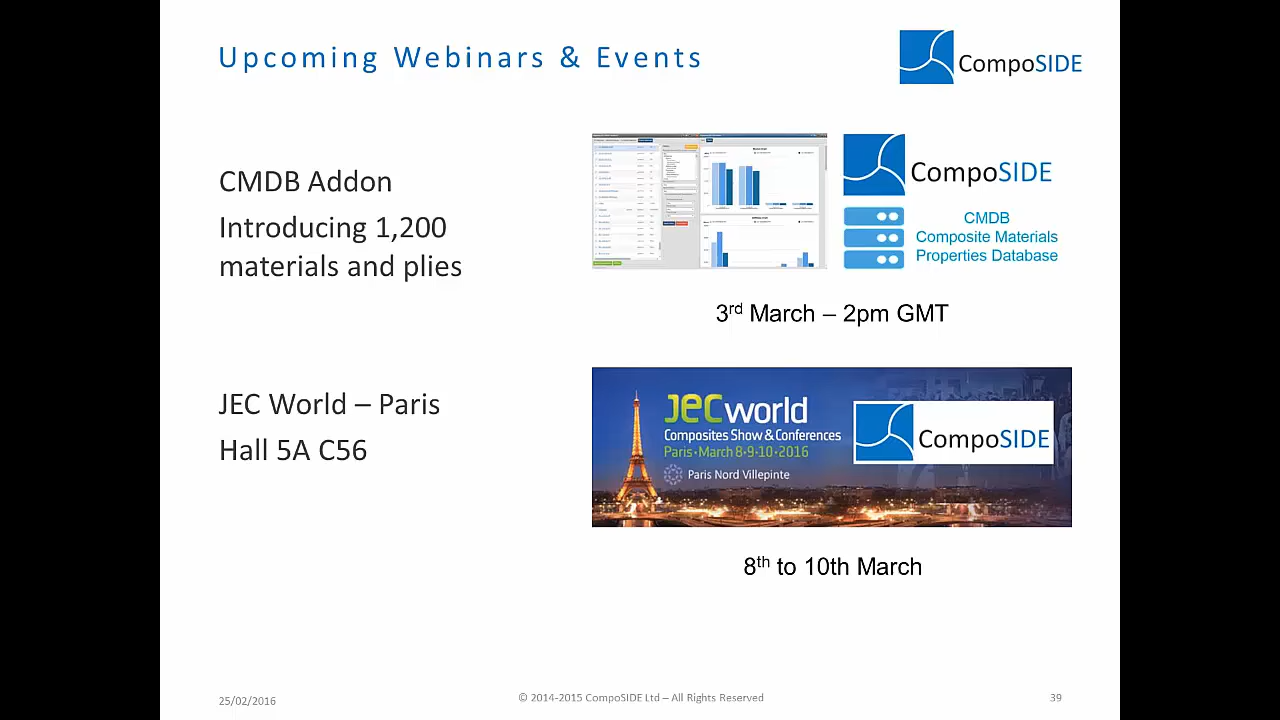 Upcoming Webinars & Events
CompoSIDE
CMDB Addon
Introducing 1,200
materials and plies
CompoSIDE
CMDB
Composite Materials
Properties Database
3rd March – 2pm GMT
JEC World – Paris
Hall 5A C56
JEC world
Composites Show & Conferences
Paris • March 8 • 9 • 10 • 2016
Paris Nord Villepinte
CompoSIDE
8th to 10th March
25/02/2016
© 2014-2015 CompoSIDE Ltd – All Rights Reserved
39